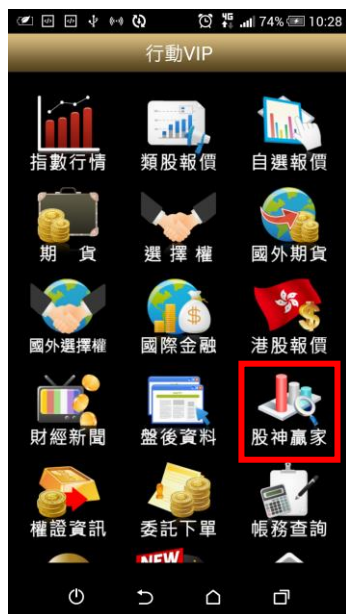 4G 74% 10:28
行動VIP
指數行情 類股報價 自選報價
期 貨 選擇權 國外期貨
國外選擇權 國際金融 港股報價
財經新聞 盤後資料 股神贏家
權證資訊 委託下單 帳務查詢
NEW